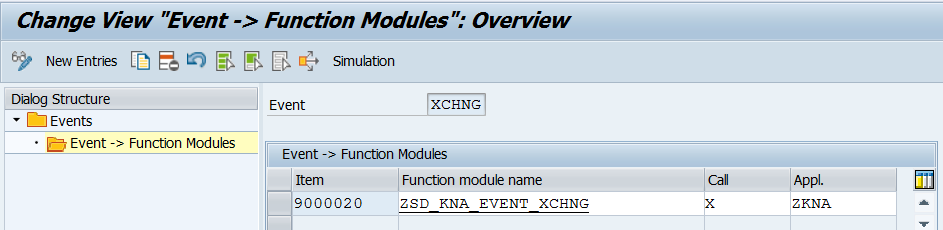 Change View "Event -> Function Modules": Overview
New Entries Simulation
Dialog Structure
Events
Event -> Function Modules
Event XCHNG
Event -> Function Modules
Item Function module name Call Appl.
9000020 ZSD_KNA_EVENT_XCHNG X ZKNA